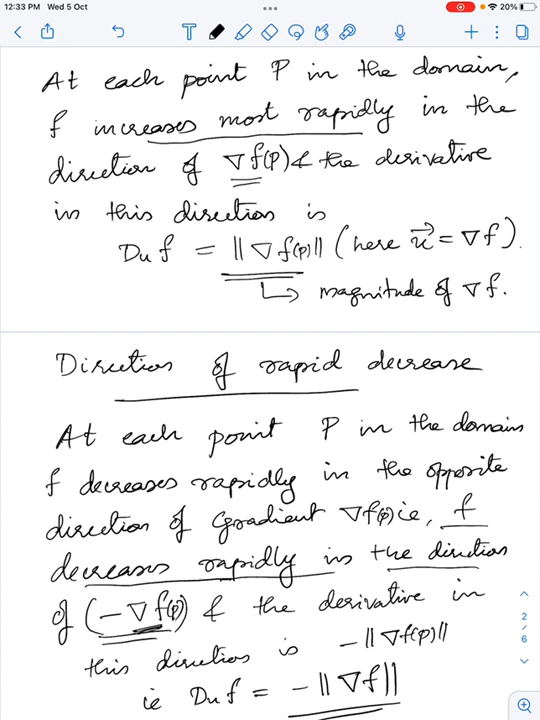 12:33 PM Wed 5 Oct
20%
At each point P in the domain,
f increases most rapidly in the
direction of ∇f(P) & the derivative
in this direction is
Du f = ||∇f(P)|| (here u⃗ = ∇f).
↳ magnitude of ∇f.
Direction of rapid decrease
At each point P in the domain
f decreases rapidly in the opposite
direction of Gradient ∇f(P) ie, f
decreases rapidly in the direction
of (-∇f(P)) & the derivative in
this direction is -||∇f(P)||
ie Du f = -||∇f||
2
/
6